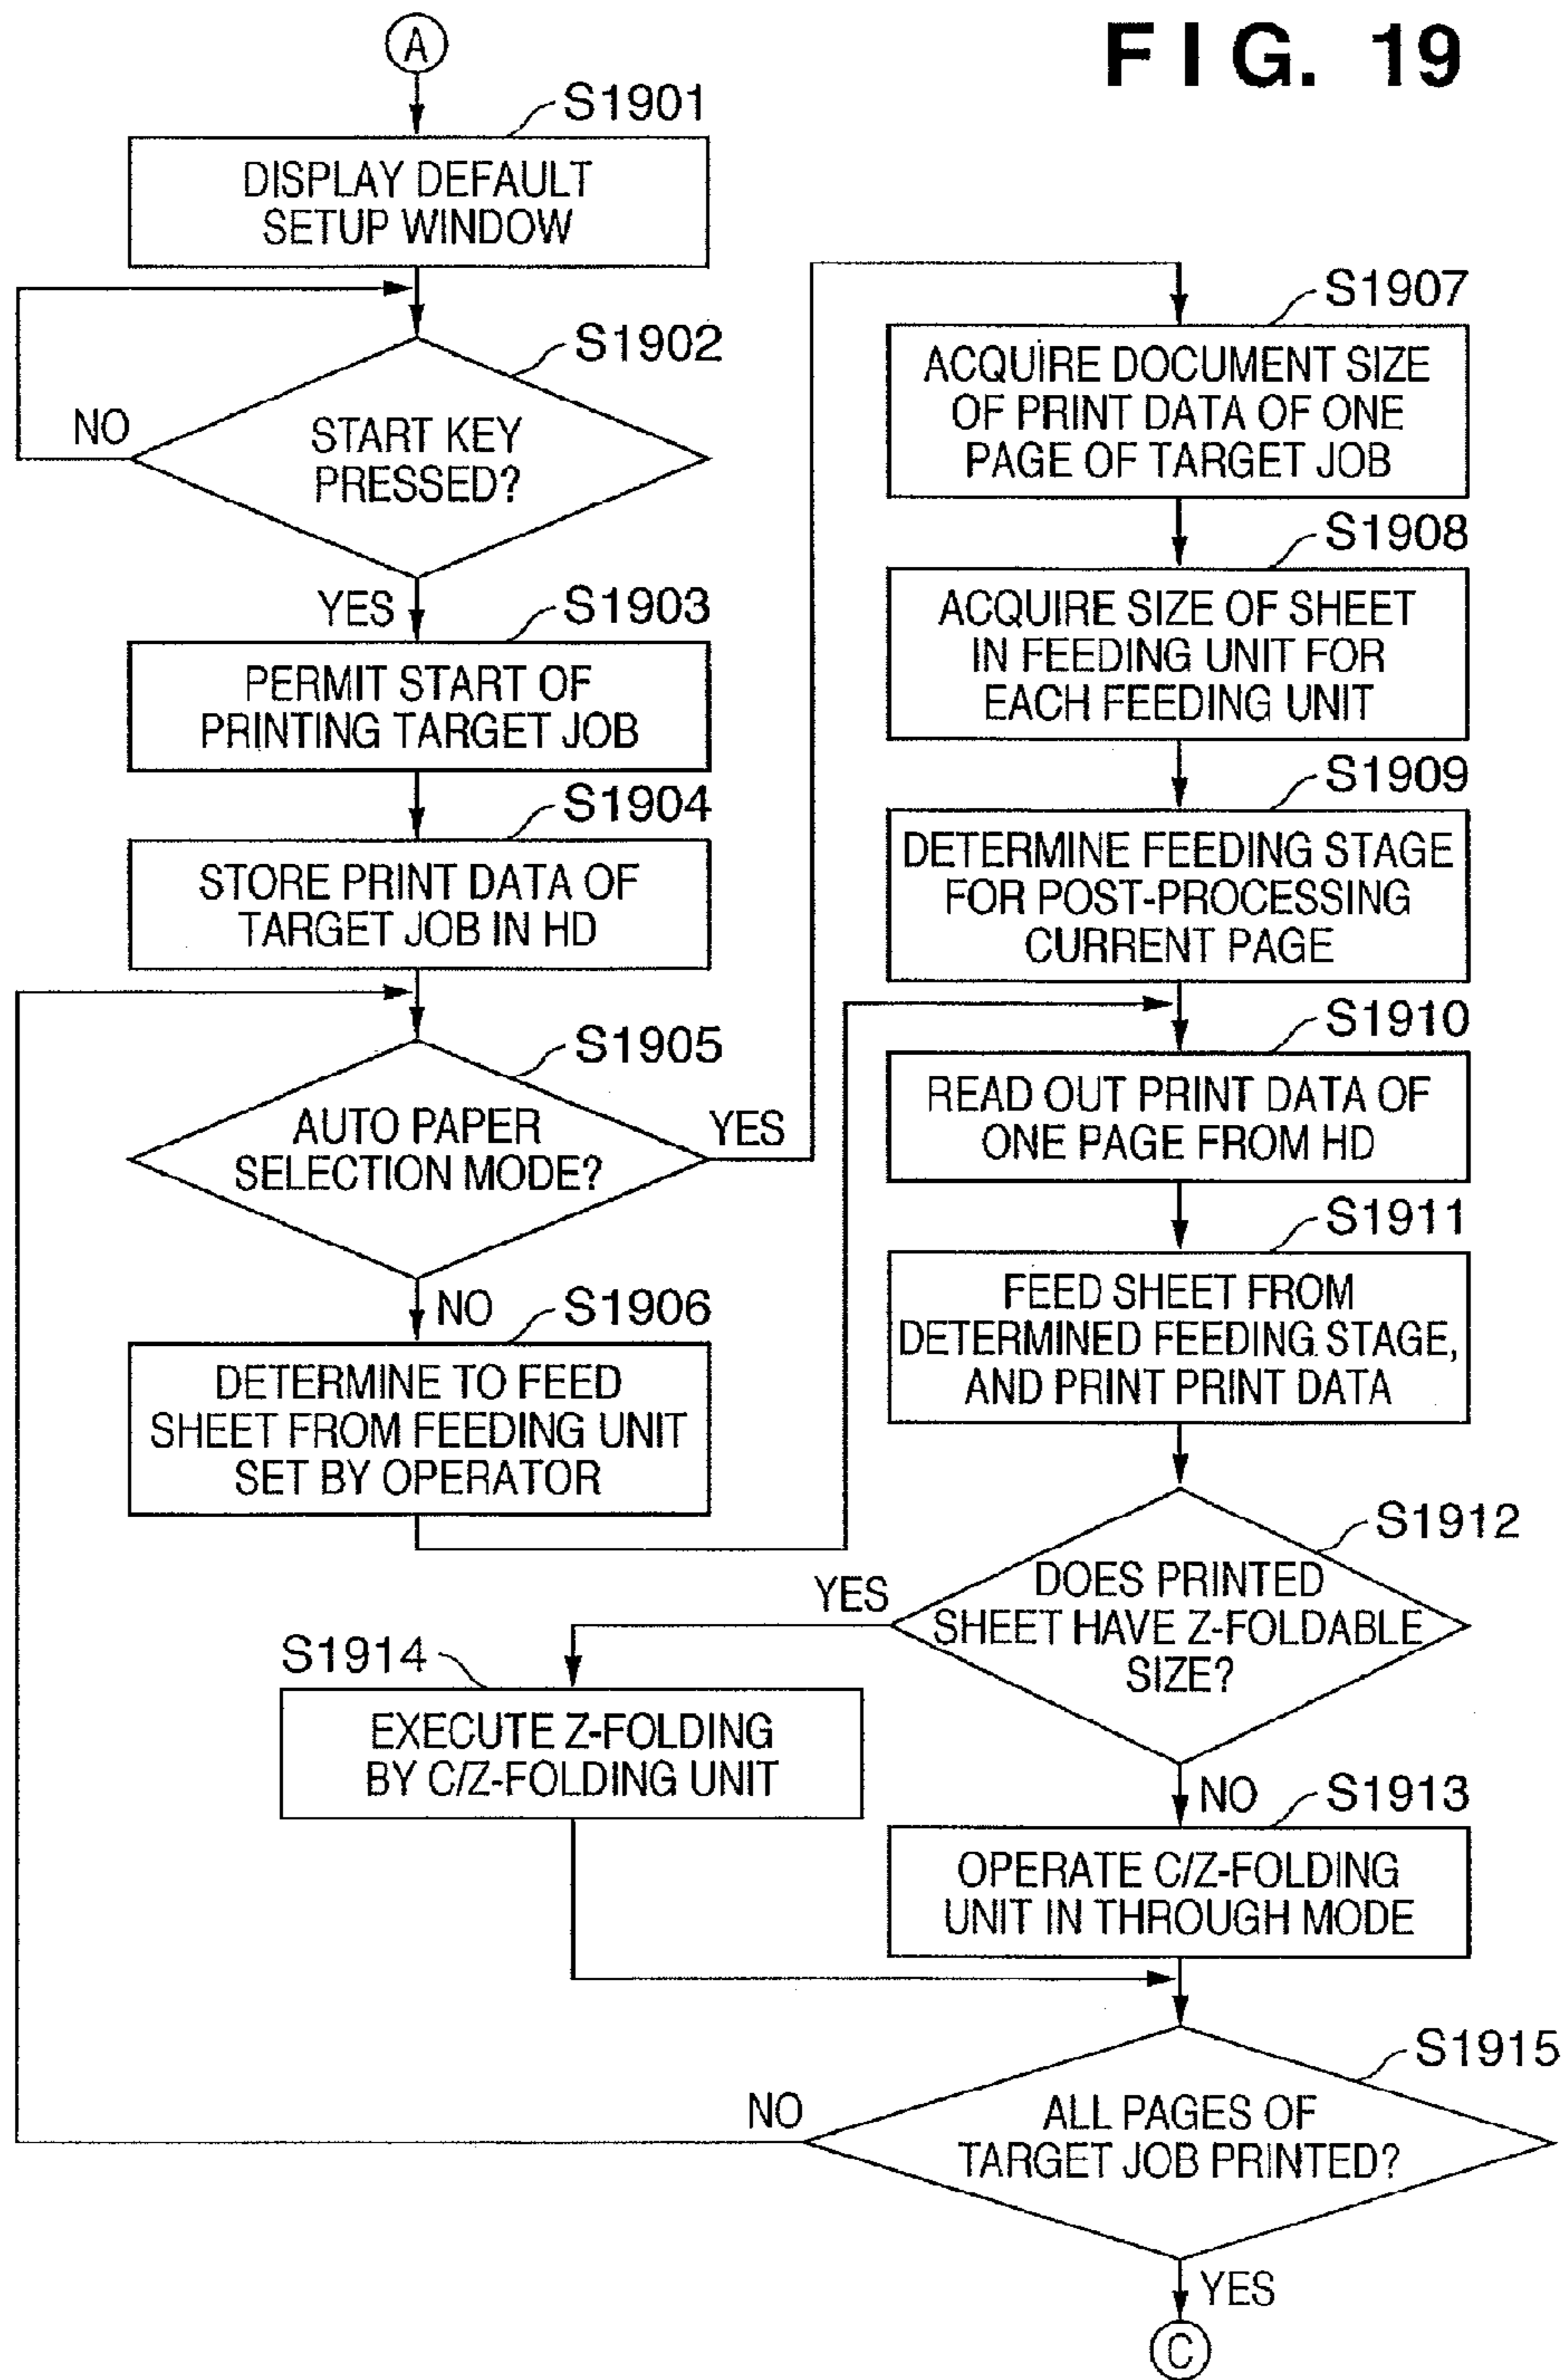 FIG. 19
A
S1901
DISPLAY DEFAULT
SETUP WINDOW
S1902
START KEY
PRESSED?
NO
YES
S1903
PERMIT START OF
PRINTING TARGET JOB
S1904
STORE PRINT DATA OF
TARGET JOB IN HD
S1905
AUTO PAPER
SELECTION MODE?
YES
NO
S1906
DETERMINE TO FEED
SHEET FROM FEEDING UNIT
SET BY OPERATOR
S1907
ACQUIRE DOCUMENT SIZE
OF PRINT DATA OF ONE
PAGE OF TARGET JOB
S1908
ACQUIRE SIZE OF SHEET
IN FEEDING UNIT FOR
EACH FEEDING UNIT
S1909
DETERMINE FEEDING STAGE
FOR POST-PROCESSING
CURRENT PAGE
S1910
READ OUT PRINT DATA OF
ONE PAGE FROM HD
S1911
FEED SHEET FROM
DETERMINED FEEDING STAGE,
AND PRINT PRINT DATA
S1912
DOES PRINTED
SHEET HAVE Z-FOLDABLE
SIZE?
YES
NO
S1914
EXECUTE Z-FOLDING
BY C/Z-FOLDING UNIT
S1913
OPERATE C/Z-FOLDING
UNIT IN THROUGH MODE
S1915
ALL PAGES OF
TARGET JOB PRINTED?
NO
YES
C